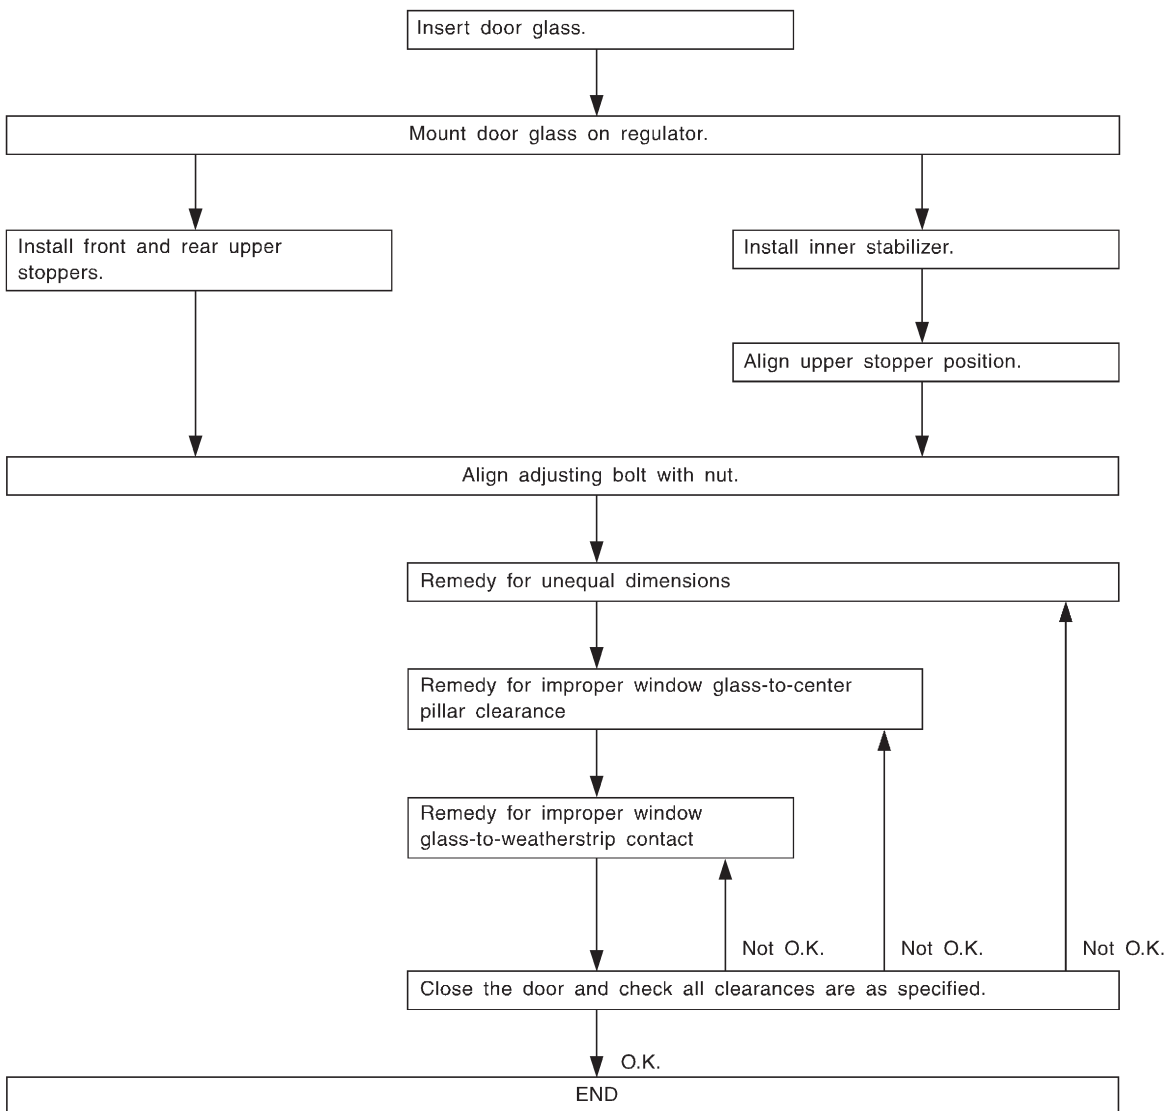 Insert door glass.
Mount door glass on regulator.
Install front and rear upper
stoppers.
Install inner stabilizer.
Align upper stopper position.
Align adjusting bolt with nut.
Remedy for unequal dimensions
Remedy for improper window glass-to-center
pillar clearance
Remedy for improper window
glass-to-weatherstrip contact
Not O.K.
Not O.K.
Not O.K.
Close the door and check all clearances are as specified.
O.K.
END